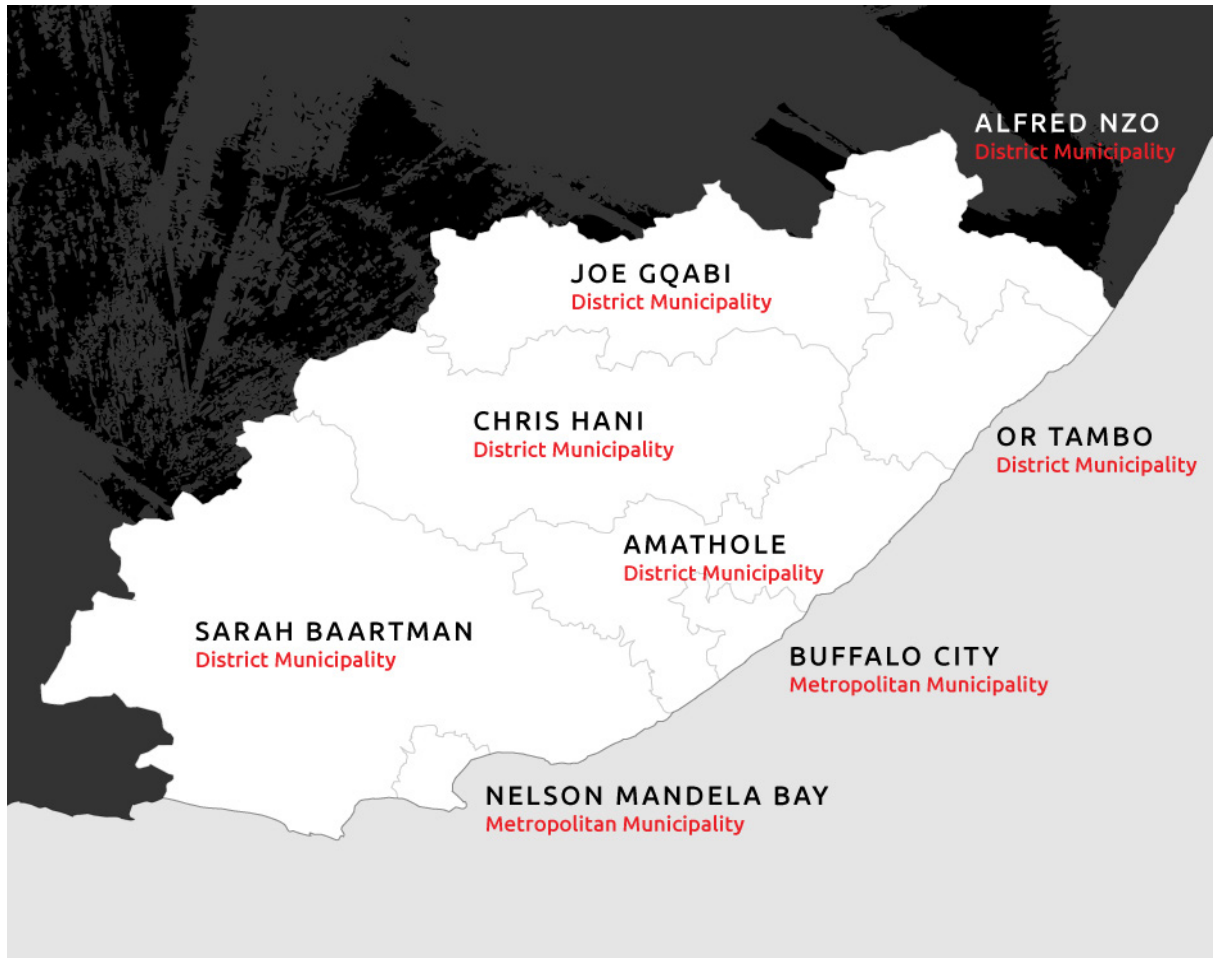 ALFRED NZO
District Municipality
JOE GQABI
District Municipality
CHRIS HANI
District Municipality
OR TAMBO
District Municipality
AMATHOLE
District Municipality
SARAH BAARTMAN
District Municipality
BUFFALO CITY
Metropolitan Municipality
NELSON MANDELA BAY
Metropolitan Municipality